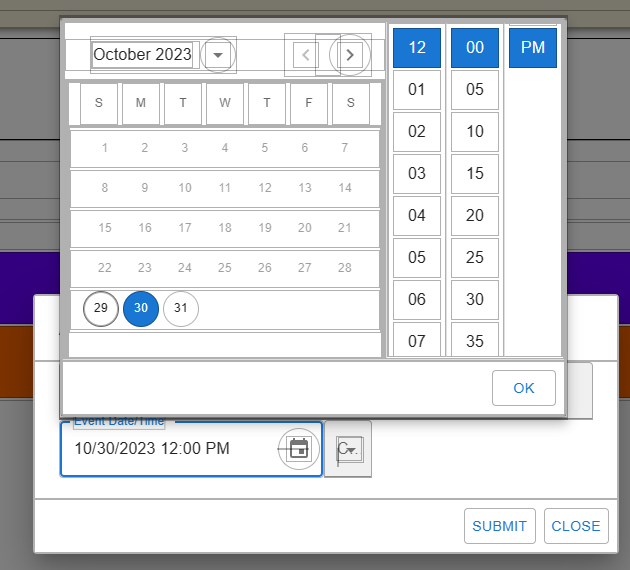 October 2023
S M T W T F S
1 2 3 4 5 6 7
8 9 10 11 12 13 14
15 16 17 18 19 20 21
22 23 24 25 26 27 28
29 30 31
12 00 PM
01 05
02 10
03 15
04 20
05 25
06 30
07 35
OK
Event Date/Time
10/30/2023 12:00 PM
C...
SUBMIT CLOSE